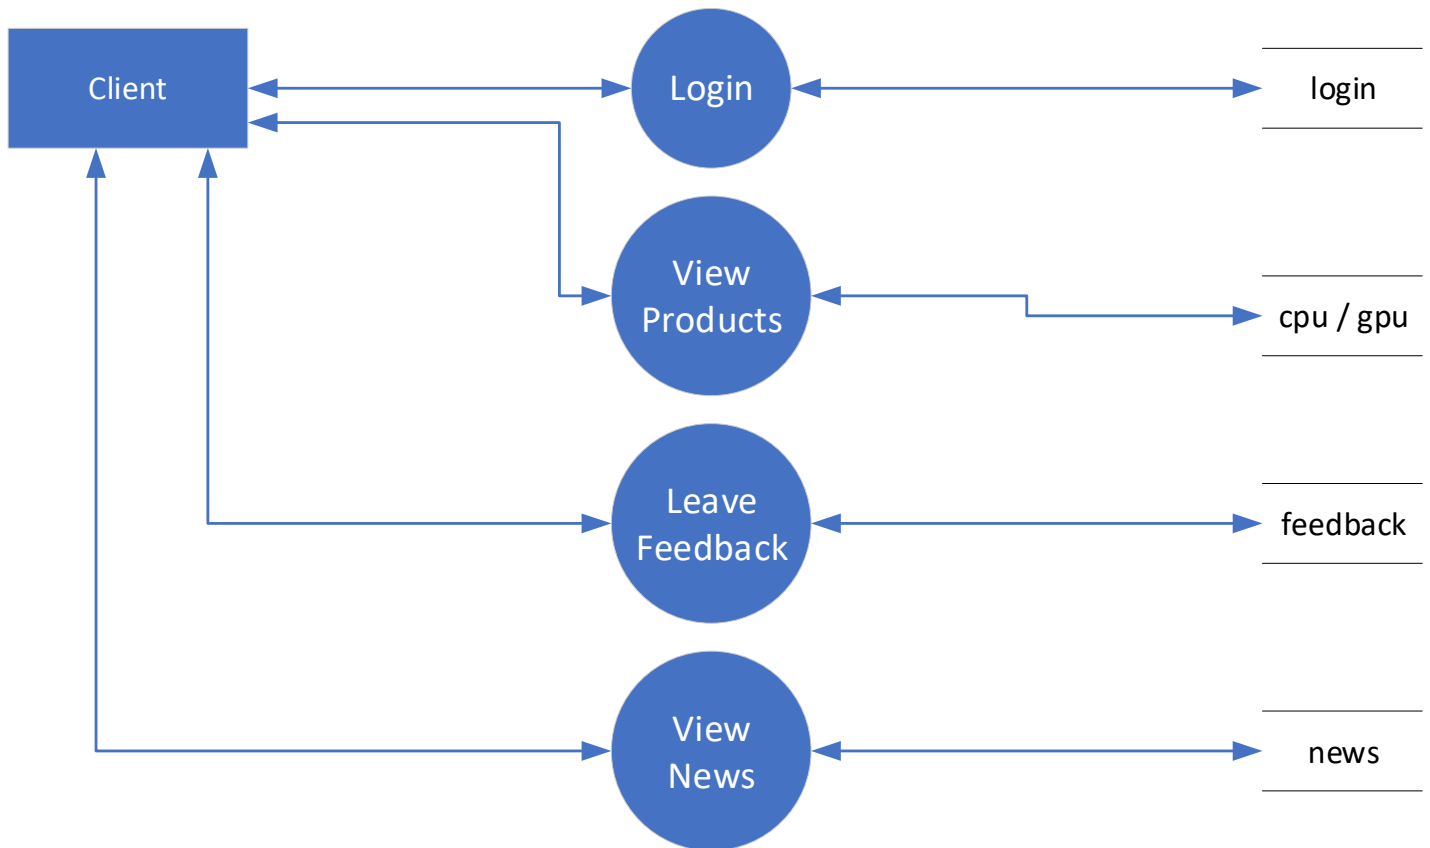 Client
Login
login
View
Products
cpu / gpu
Leave
Feedback
feedback
View
News
news